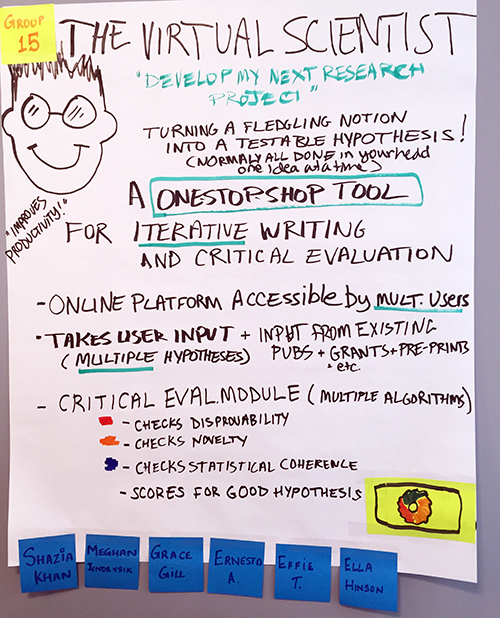 GROUP
15
THE VIRTUAL SCIENTIST
"DEVELOP MY NEXT RESEARCH
PROJECT"
TURNING A FLEDGLING NOTION
INTO A TESTABLE HYPOTHESIS!
(NORMALY ALL DONE in your head
one idea at a time)
"IMPROVES
PRODUCTIVITY!"
A ONESTOP-SHOP TOOL
FOR ITERATIVE WRITING
AND CRITICAL EVALUATION
- ONLINE PLATFORM ACCESSIBLE by MULT. USERS
- TAKES USER INPUT + INPUT FROM EXISTING
(MULTIPLE HYPOTHESES) PUBS + GRANTS + PRE-PRINTS
+ etc.
- CRITICAL EVAL.MODULE (MULTIPLE ALGORITHMS)
- CHECKS DISPROVABILITY
- CHECKS NOVELTY
- CHECKS STATISTICAL COHERENCE
- SCORES FOR GOOD HYPOTHESIS
SHAZIA
KHAN
MEGHAN
GRACE
GILL
ERNESTO
A.
EFFIE
T.
ELLA
HINSON